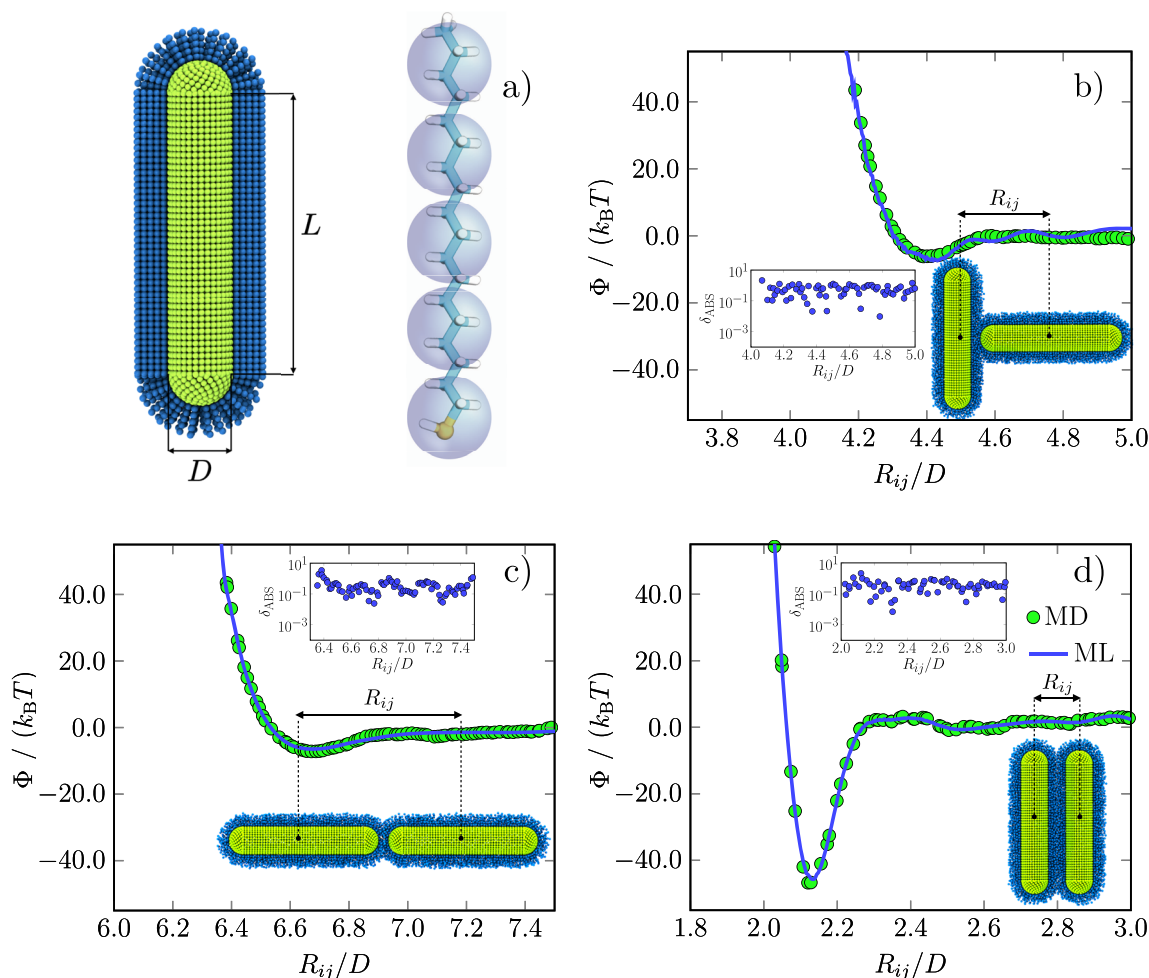 a)
L
D
b)
Φ / (k_B T)
40.0
20.0
0.0
−20.0
−40.0
3.8 4.0 4.2 4.4 4.6 4.8 5.0
R_ij/D
R_ij
δ_ABS
10^1
10^−1
10^−3
4.0 4.2 4.4 4.6 4.8 5.0
R_ij/D
c)
Φ / (k_B T)
40.0
20.0
0.0
−20.0
−40.0
6.0 6.2 6.4 6.6 6.8 7.0 7.2 7.4
R_ij/D
R_ij
δ_ABS
10^1
10^−1
10^−3
6.4 6.6 6.8 7.0 7.2 7.4
R_ij/D
d)
MD
ML
Φ / (k_B T)
40.0
20.0
0.0
−20.0
−40.0
1.8 2.0 2.2 2.4 2.6 2.8 3.0
R_ij/D
R_ij
δ_ABS
10^1
10^−1
10^−3
2.0 2.2 2.4 2.6 2.8 3.0
R_ij/D